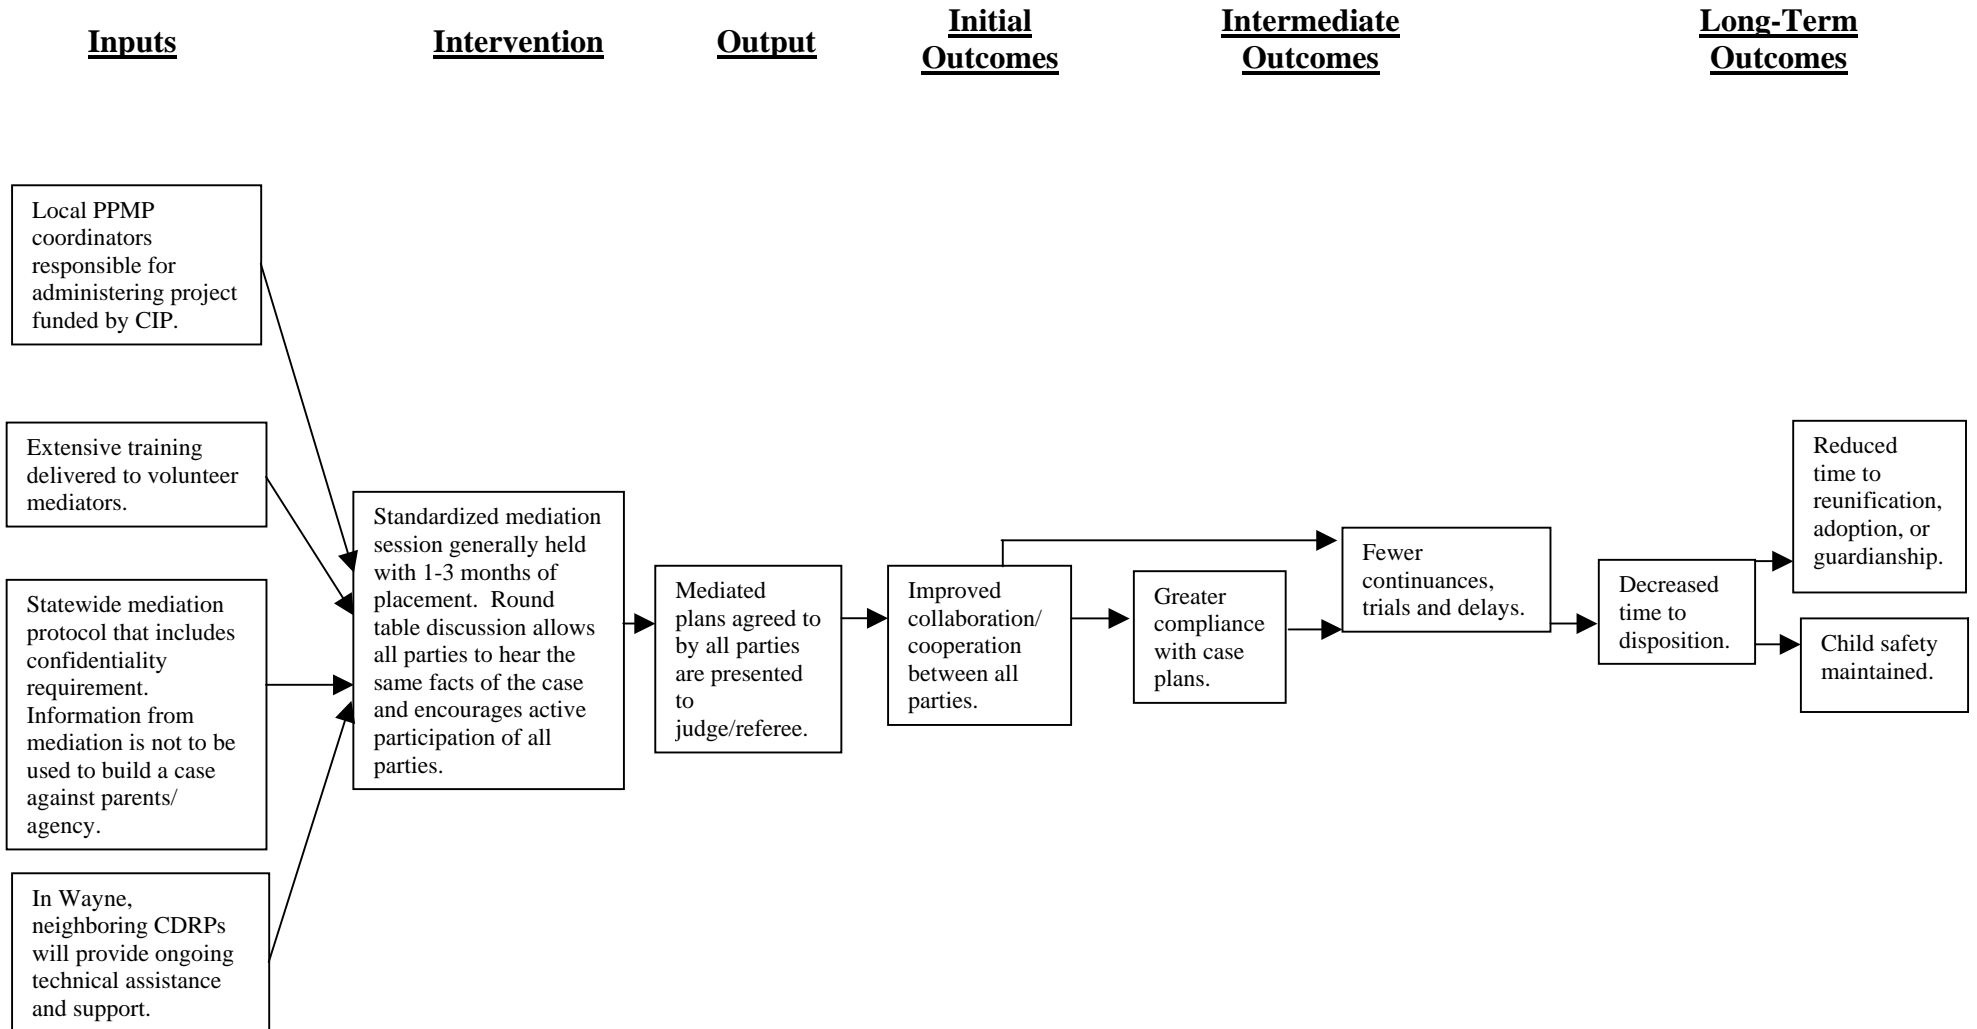 Inputs
Intervention
Output
Initial
Outcomes
Intermediate
Outcomes
Long-Term
Outcomes
Local PPMP
coordinators
responsible for
administering project
funded by CIP.
Extensive training
delivered to volunteer
mediators.
Statewide mediation
protocol that includes
confidentiality
requirement.
Information from
mediation is not to be
used to build a case
against parents/
agency.
In Wayne,
neighboring CDRPs
will provide ongoing
technical assistance
and support.
Standardized mediation
session generally held
with 1-3 months of
placement.  Round
table discussion allows
all parties to hear the
same facts of the case
and encourages active
participation of all
parties.
Mediated
plans agreed to
by all parties
are presented
to
judge/referee.
Improved
collaboration/
cooperation
between all
parties.
Greater
compliance
with case
plans.
Fewer
continuances,
trials and delays.
Decreased
time to
disposition.
Reduced
time to
reunification,
adoption, or
guardianship.
Child safety
maintained.